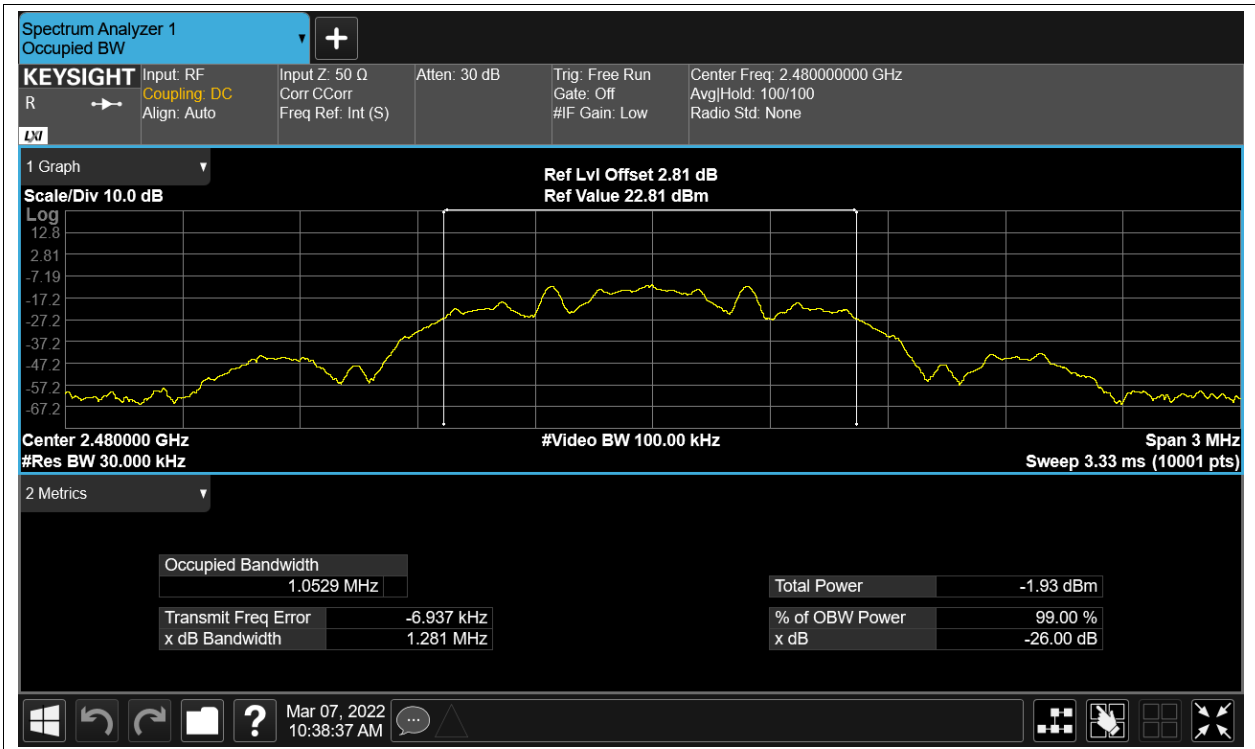 Spectrum Analyzer 1
Occupied BW
KEYSIGHT Input: RF Input Z: 50 Ω Atten: 30 dB Trig: Free Run Center Freq: 2.480000000 GHz
R Coupling: DC Corr CCorr Gate: Off Avg|Hold: 100/100
Align: Auto Freq Ref: Int (S) #IF Gain: Low Radio Std: None
LXI
1 Graph
Ref Lvl Offset 2.81 dB
Scale/Div 10.0 dB Ref Value 22.81 dBm
Log
12.8
2.81
-7.19
-17.2
-27.2
-37.2
-47.2
-57.2
-67.2
Center 2.480000 GHz #Video BW 100.00 kHz Span 3 MHz
#Res BW 30.000 kHz Sweep 3.33 ms (10001 pts)
2 Metrics
Occupied Bandwidth
1.0529 MHz Total Power -1.93 dBm
Transmit Freq Error -6.937 kHz % of OBW Power 99.00 %
x dB Bandwidth 1.281 MHz x dB -26.00 dB
Mar 07, 2022
10:38:37 AM